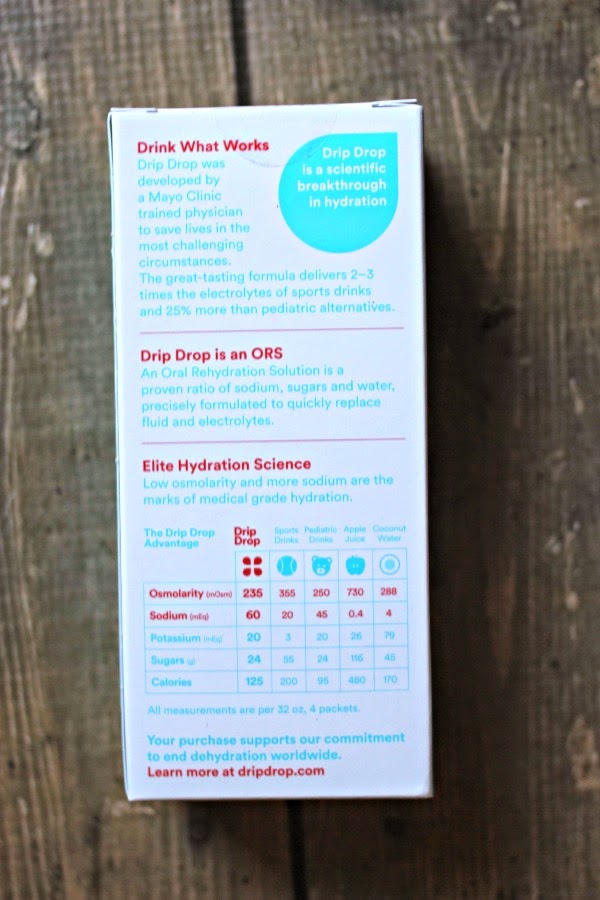 Drink What Works
Drip Drop was
developed by
a Mayo Clinic
trained physician
to save lives in the
most challenging
circumstances.
The great-tasting formula delivers 2–3
times the electrolytes of sports drinks
and 25% more than pediatric alternatives.
Drip Drop
is a scientific
breakthrough
in hydration
Drip Drop is an ORS
An Oral Rehydration Solution is a
proven ratio of sodium, sugars and water,
precisely formulated to quickly replace
fluid and electrolytes.
Elite Hydration Science
Low osmolarity and more sodium are the
marks of medical grade hydration.
The Drip Drop Advantage Drip Drop Sports Drinks Pediatric Drinks Apple Juice Coconut Water
Osmolarity (mOsm) 235 355 250 730 288
Sodium (mEq) 60 20 45 0.4 4
Potassium (mEq) 20 3 20 26 79
Sugars (g) 24 55 24 116 45
Calories 125 200 95 480 170
All measurements are per 32 oz, 4 packets.
Your purchase supports our commitment
to end dehydration worldwide.
Learn more at dripdrop.com